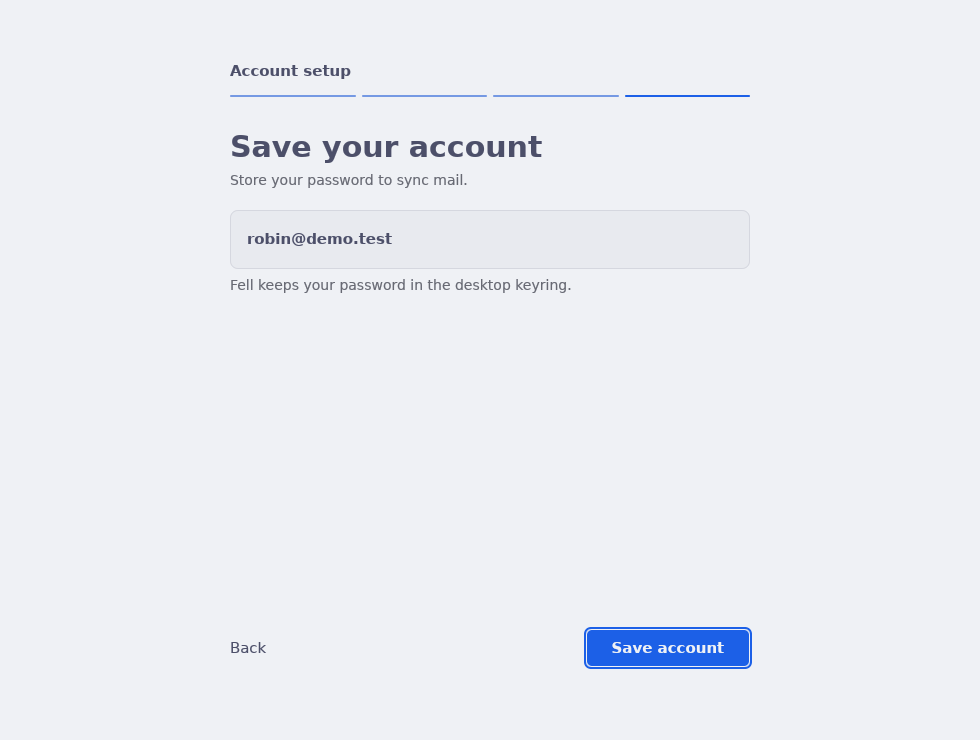 Account setup
Save your account
Store your password to sync mail.
robin@demo.test
Fell keeps your password in the desktop keyring.
Back
Save account